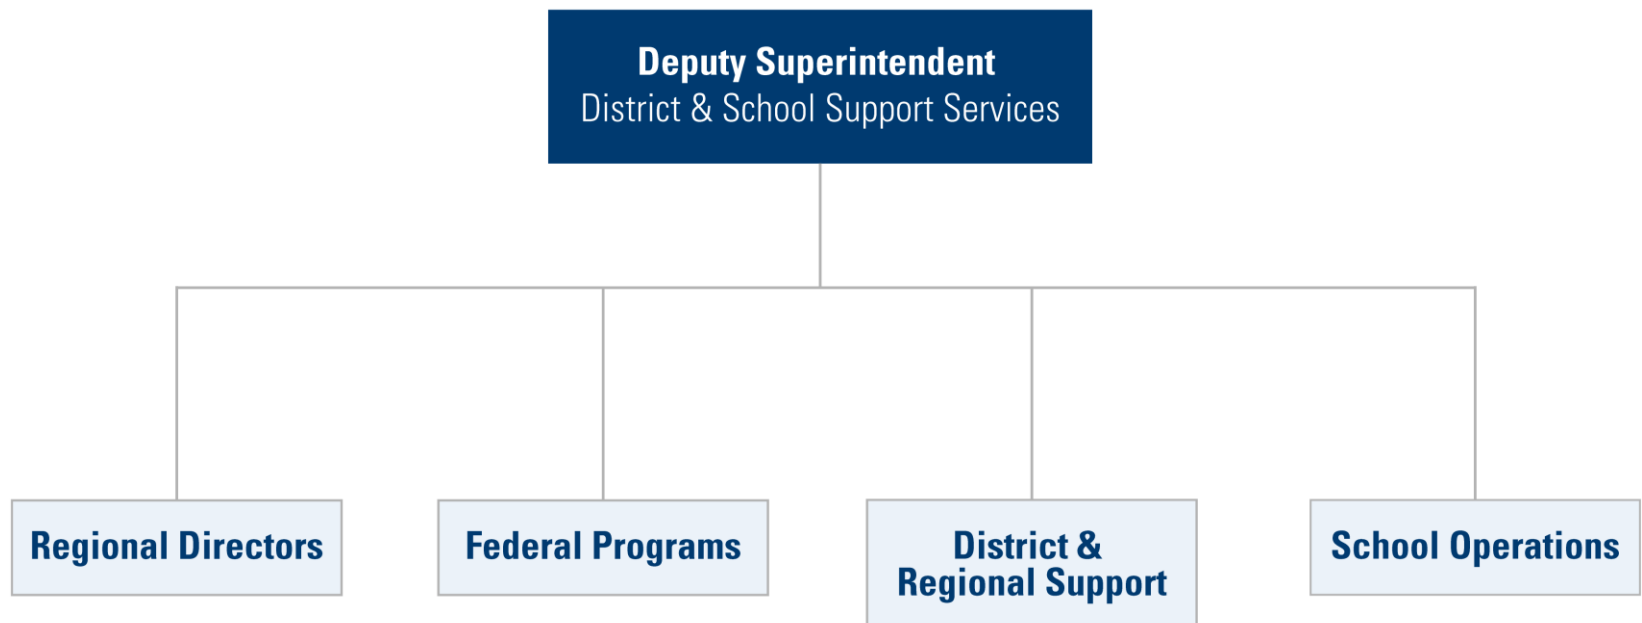 Deputy Superintendent
District & School Support Services
Regional Directors
Federal Programs
District &
Regional Support
School Operations